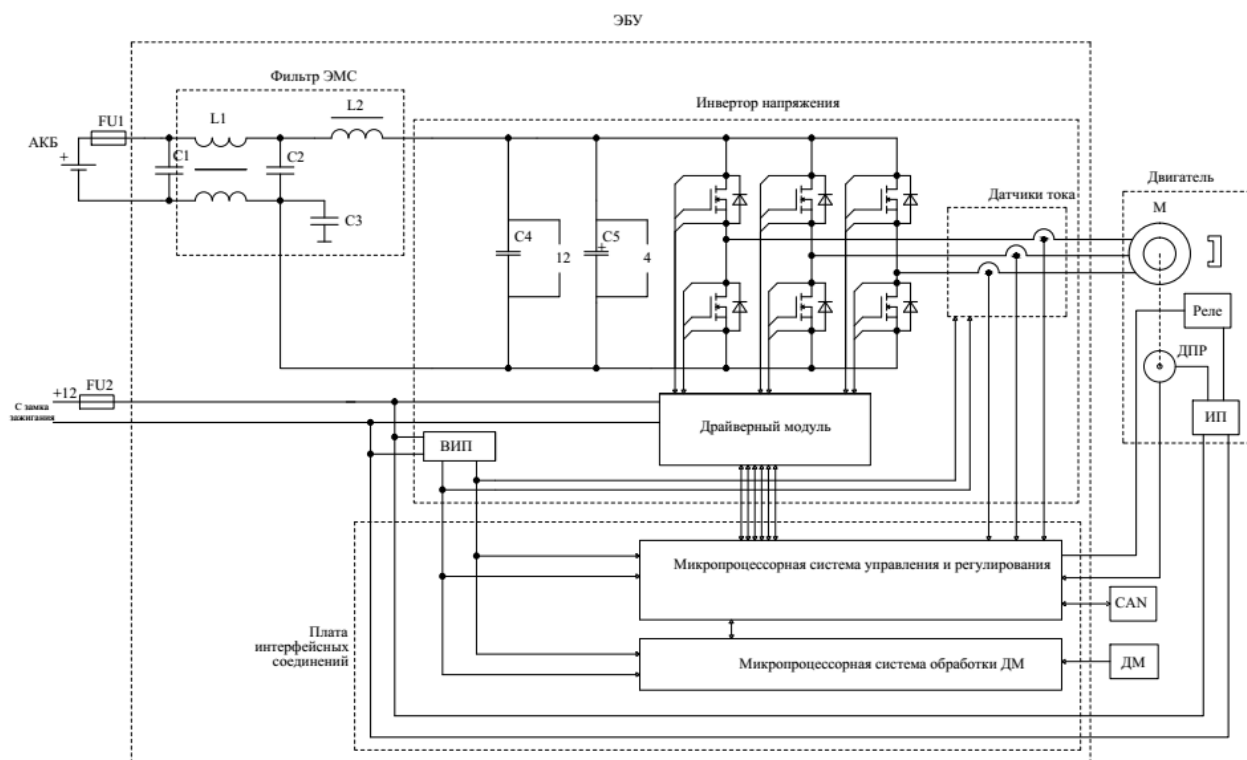 ЭБУ
Фильтр ЭМС
Инвертор напряжения
L2
L1
FU1
АКБ
+
C1
C2
C3
C4
12
C5
+
4
Датчики тока
Двигатель
М
Реле
ДПР
ИП
+12
FU2
С замка
зажигания
ВИП
Драйверный модуль
Микропроцессорная система управления и регулирования
CAN
Плата
интерфейсных
соединений
Микропроцессорная система обработки ДМ
ДМ